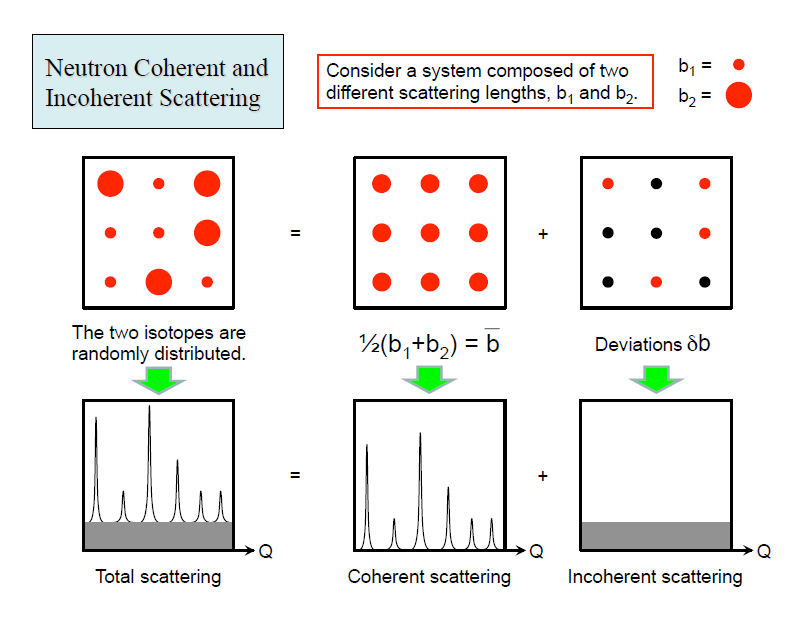 Neutron Coherent and
Incoherent Scattering
Consider a system composed of two
different scattering lengths, b₁ and b₂.
b₁ =
b₂ =
=
+
The two isotopes are
randomly distributed.
½(b₁+b₂) = b̅
Deviations δb
=
+
Q
Q
Q
Total scattering
Coherent scattering
Incoherent scattering